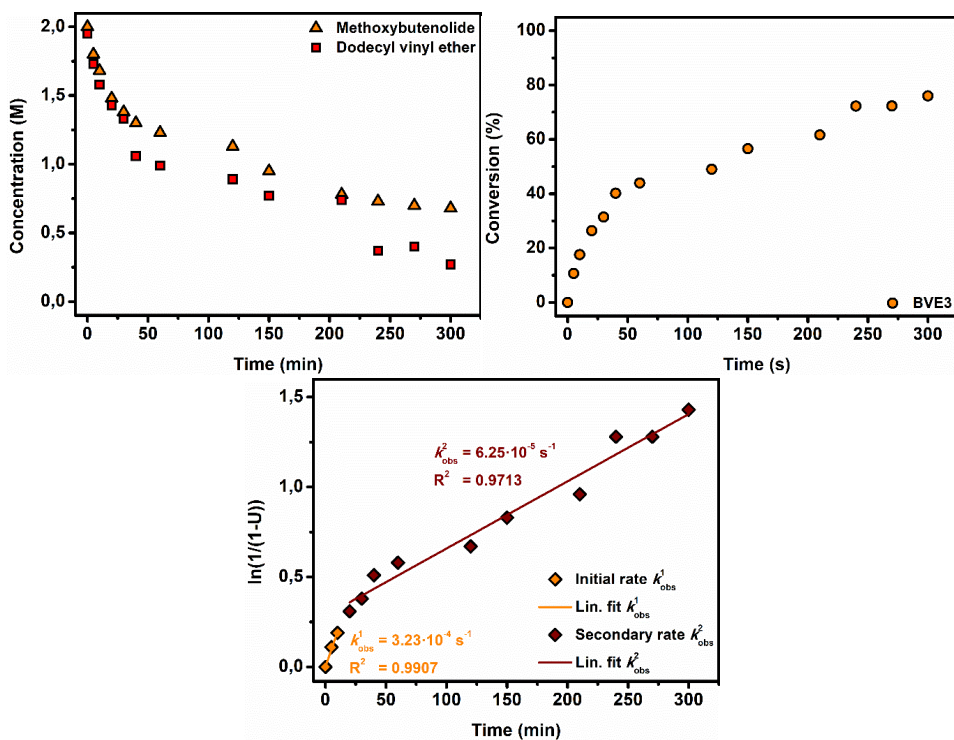 Methoxybutenolide
Dodecyl vinyl ether
Concentration (M)
2,0
1,5
1,0
0,5
0,0
0 50 100 150 200 250 300
Time (min)
Conversion (%)
100
80
60
40
20
0
BVE3
0 50 100 150 200 250 300
Time (s)
ln(1/(1-U))
1,5
1,0
0,5
0,0
k²obs = 6.25·10⁻⁵ s⁻¹
R² = 0.9713
k¹obs = 3.23·10⁻⁴ s⁻¹
R² = 0.9907
Initial rate k¹obs
Lin. fit k¹obs
Secondary rate k²obs
Lin. fit k²obs
0 50 100 150 200 250 300
Time (min)